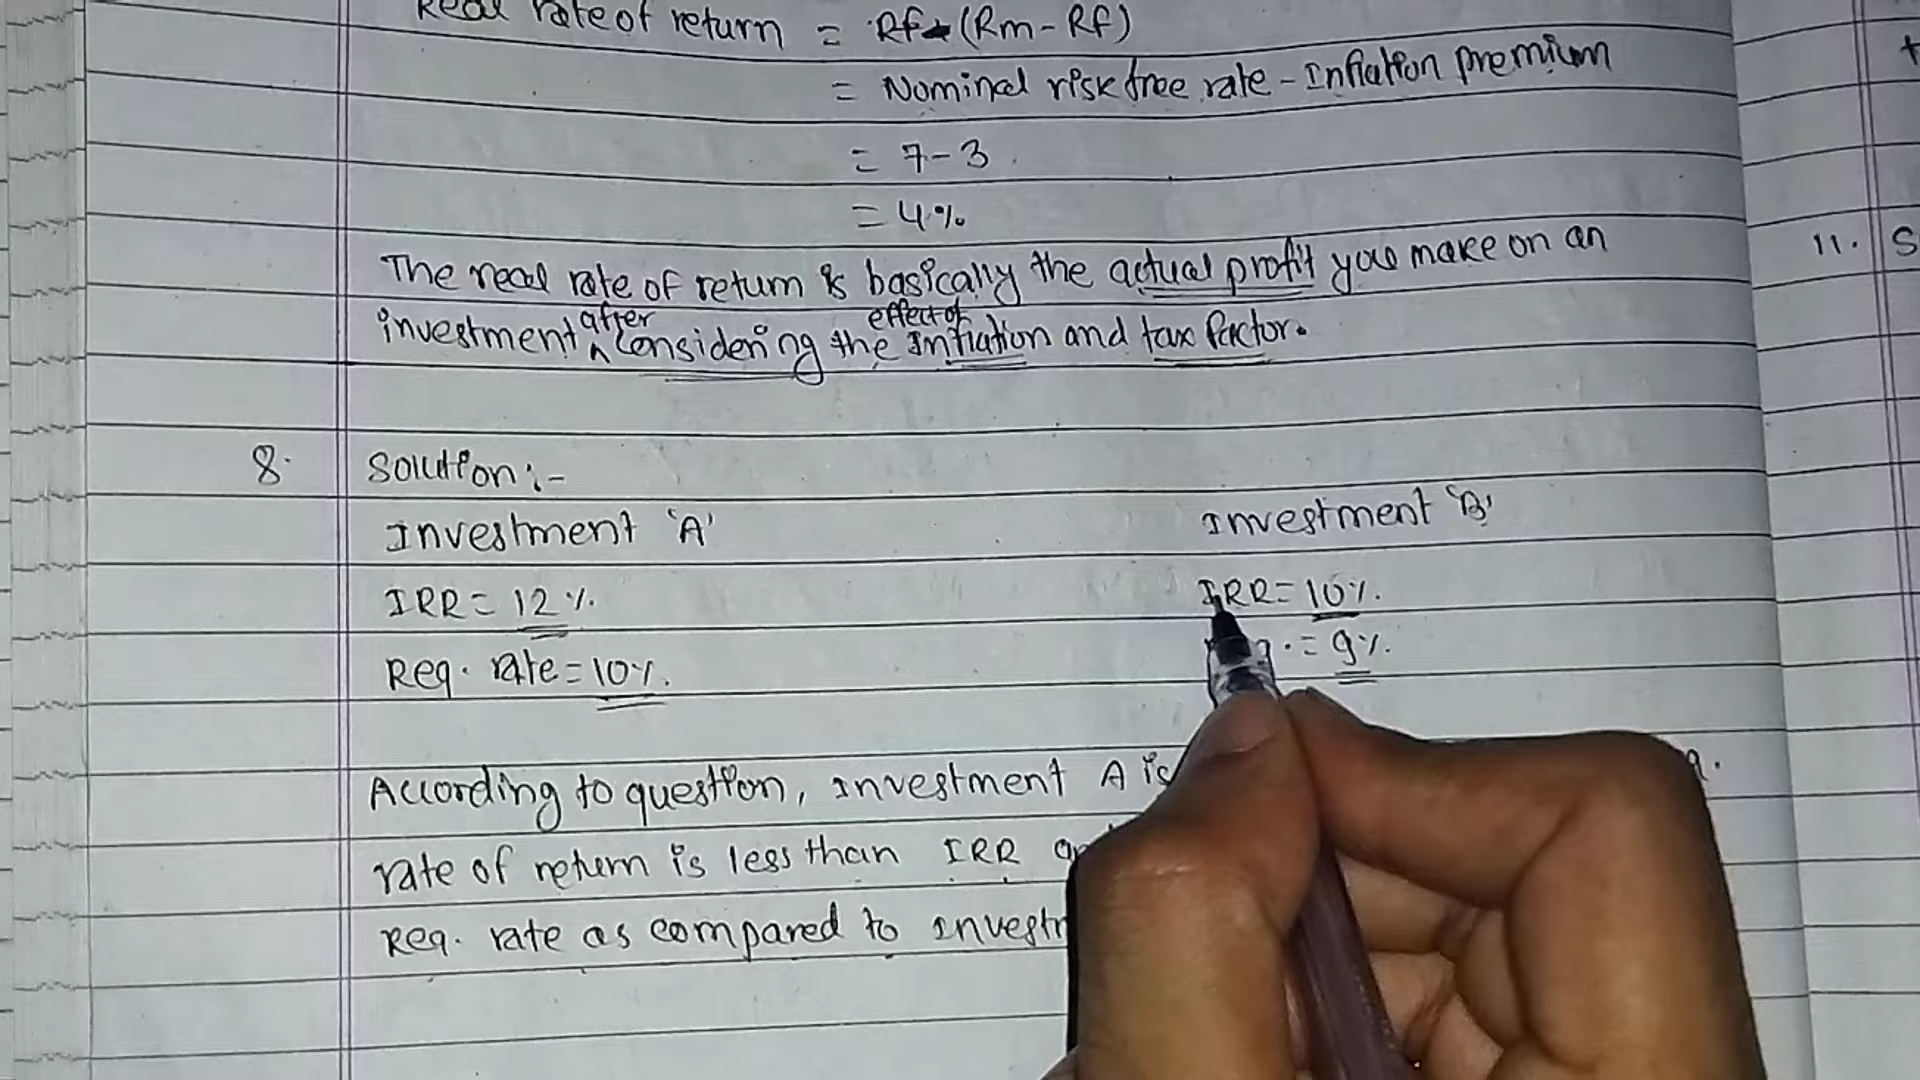 Real rate of return = Rf - (Rm - Rf)
= Nominal risk free rate - Inflation premium
= 7 - 3
= 4%
The real rate of return is basically the actual profit you make on an
investment after considering the effect of inflation and tax factor.
8. Solution :-
Investment 'A' Investment 'B'
IRR = 12% IRR = 10%
Req. rate = 10% = 9%
According to question, Investment A is
rate of return is less than IRR
Req. rate as compared to
11.